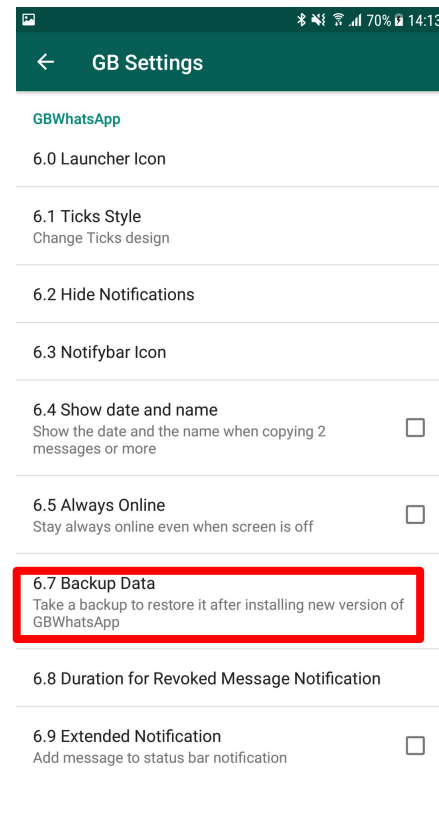 70% 14:13
GB Settings
GBWhatsApp
6.0 Launcher Icon
6.1 Ticks Style
Change Ticks design
6.2 Hide Notifications
6.3 Notifybar Icon
6.4 Show date and name
Show the date and the name when copying 2
messages or more
6.5 Always Online
Stay always online even when screen is off
6.7 Backup Data
Take a backup to restore it after installing new version of
GBWhatsApp
6.8 Duration for Revoked Message Notification
6.9 Extended Notification
Add message to status bar notification